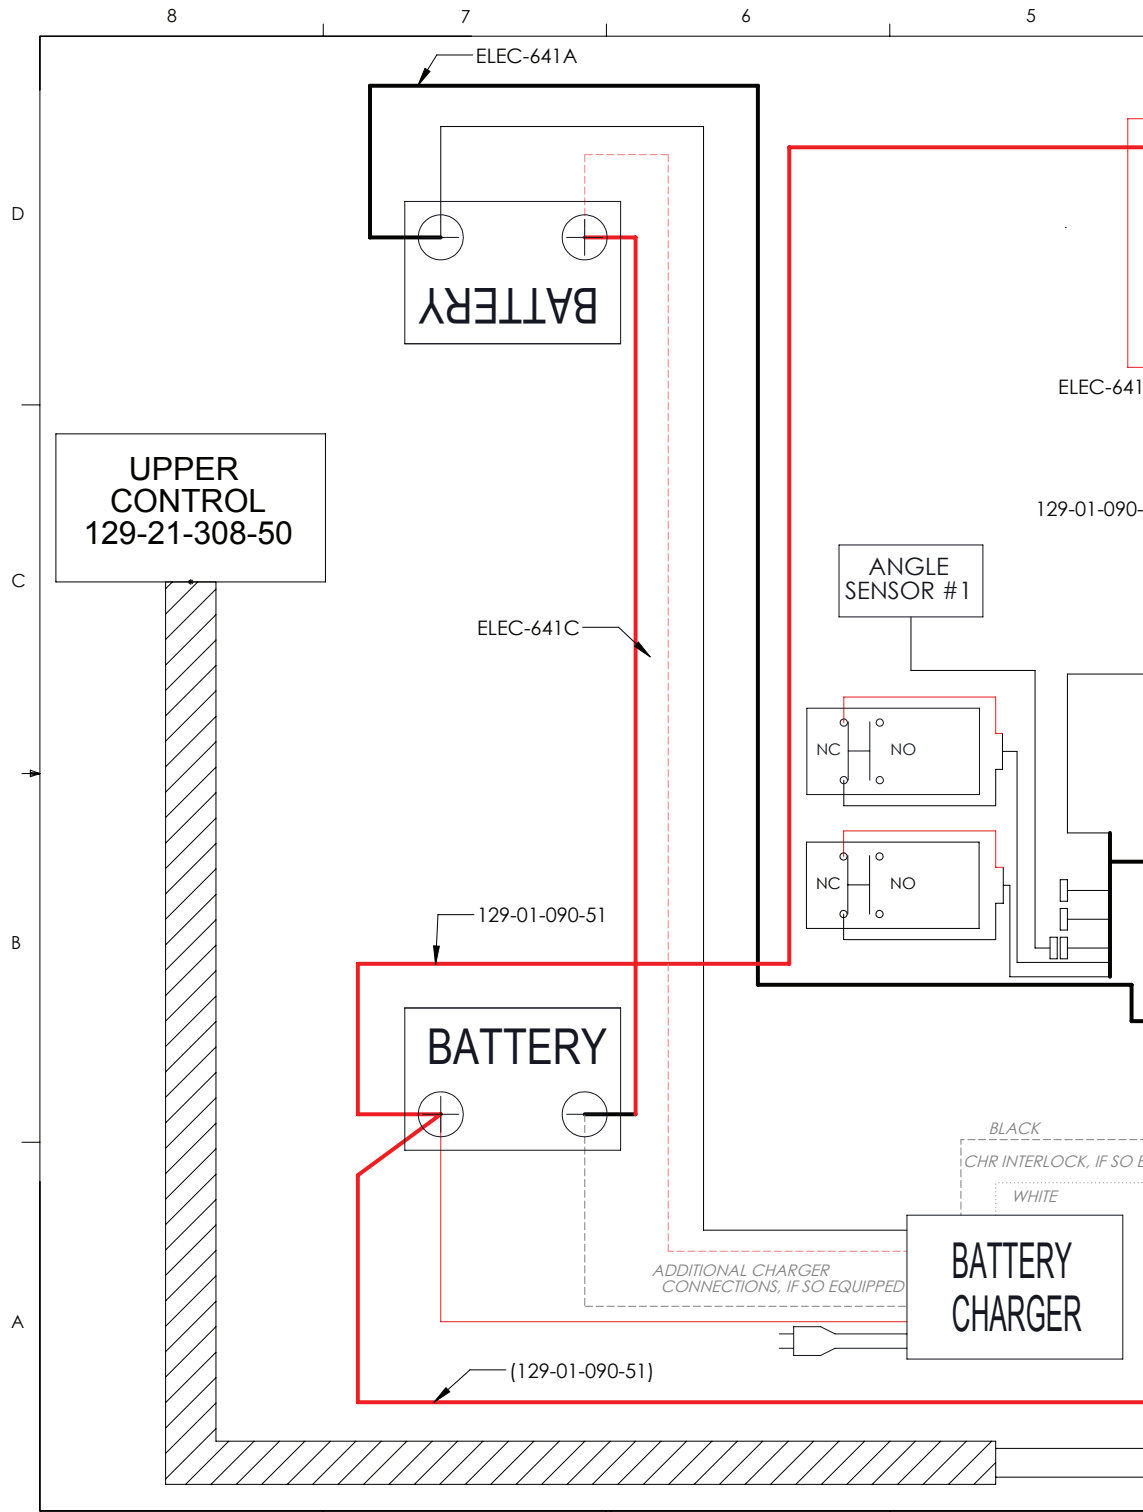 8 7 6 5
ELEC-641A
D
BATTERY
ELEC-641
UPPER
CONTROL
129-21-308-50
129-01-090-
ANGLE
SENSOR #1
C
ELEC-641C
NC NO
NC NO
129-01-090-51
B
BATTERY
BLACK
CHR INTERLOCK, IF SO
WHITE
BATTERY
CHARGER
ADDITIONAL CHARGER
CONNECTIONS, IF SO EQUIPPED
A
(129-01-090-51)